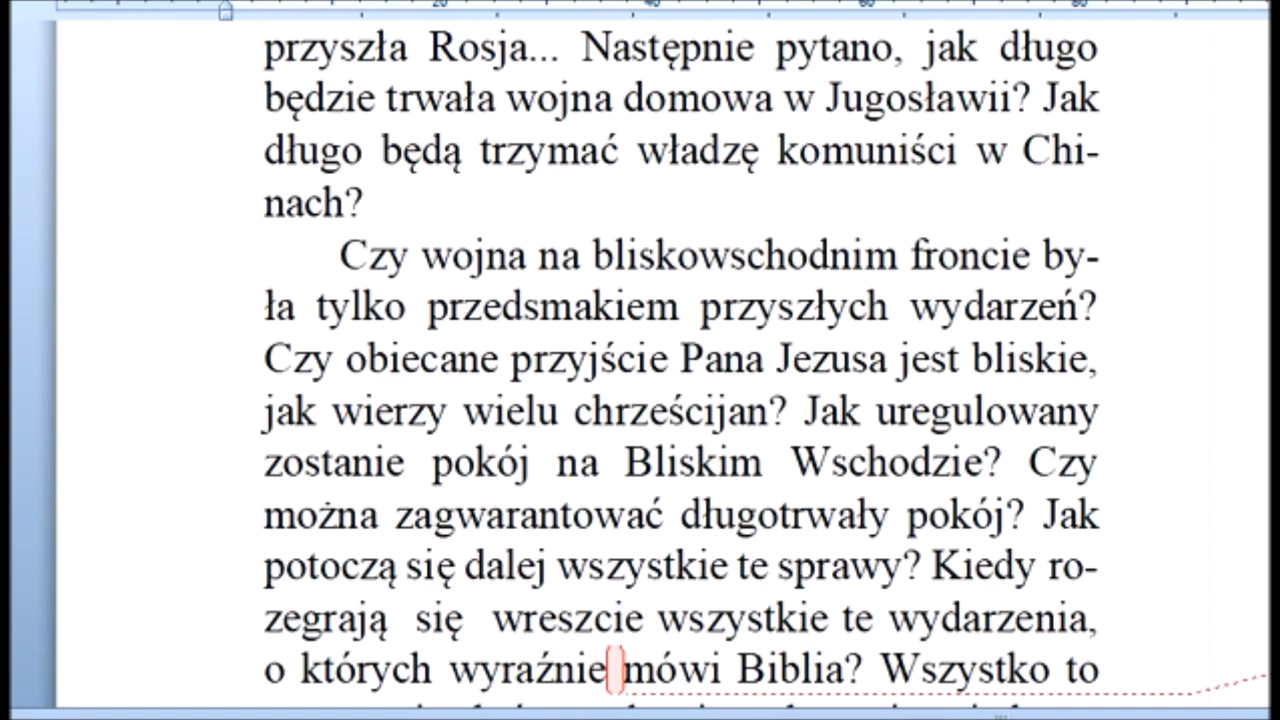 przyszła Rosja... Następnie pytano, jak długo
będzie trwała wojna domowa w Jugosławii? Jak
długo będą trzymać władzę komuniści w Chi-
nach?
Czy wojna na bliskowschodnim froncie by-
ła tylko przedsmakiem przyszłych wydarzeń?
Czy obiecane przyjście Pana Jezusa jest bliskie,
jak wierzy wielu chrześcijan? Jak uregulowany
zostanie pokój na Bliskim Wschodzie? Czy
można zagwarantować długotrwały pokój? Jak
potoczą się dalej wszystkie te sprawy? Kiedy ro-
zegrają się wreszcie wszystkie te wydarzenia,
o których wyraźnie mówi Biblia? Wszystko to